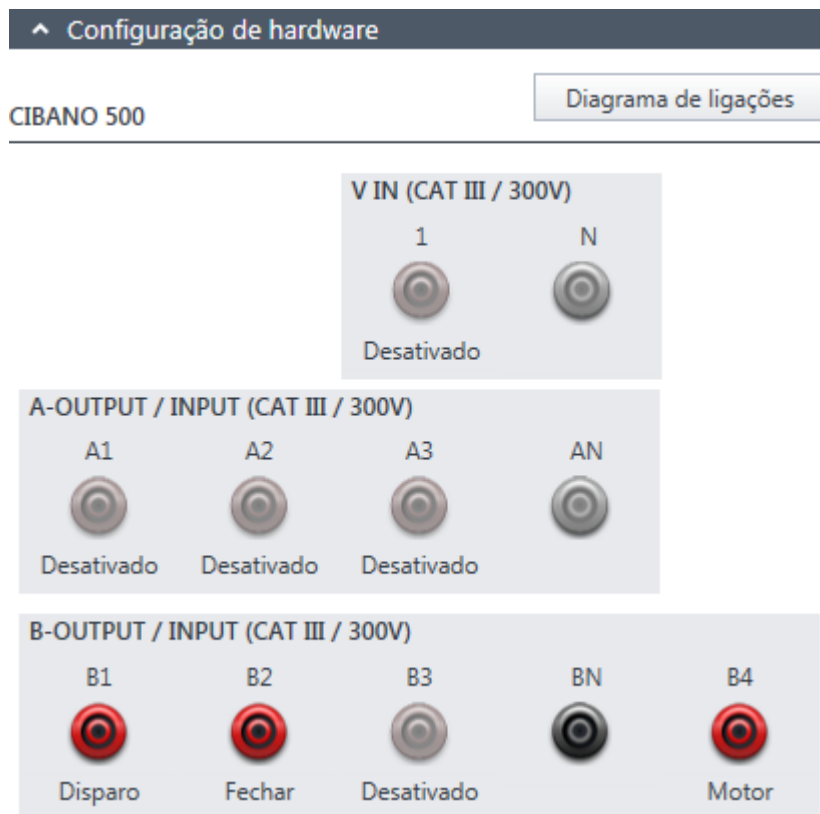 Configuração de hardware
Diagrama de ligações
CIBANO 500
V IN (CAT III / 300V)
1 N
Desativado
A-OUTPUT / INPUT (CAT III / 300V)
A1 A2 A3 AN
Desativado Desativado Desativado
B-OUTPUT / INPUT (CAT III / 300V)
B1 B2 B3 BN B4
Disparo Fechar Desativado Motor